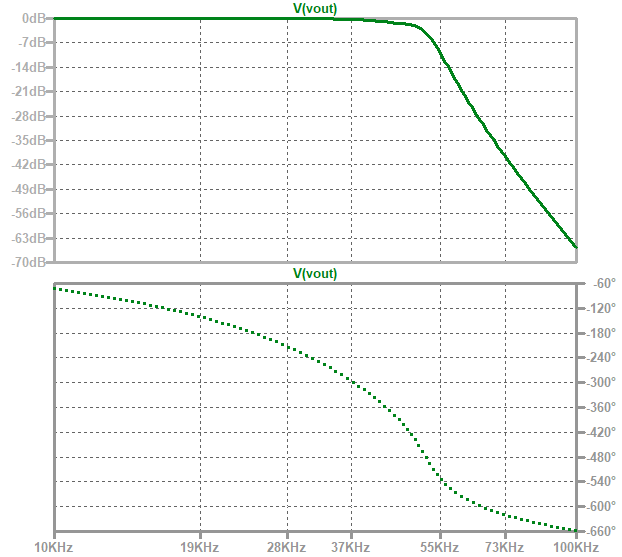 V(vout)
0dB
-7dB
-14dB
-21dB
-28dB
-35dB
-42dB
-49dB
-56dB
-63dB
-70dB
V(vout)
-60°
-120°
-180°
-240°
-300°
-360°
-420°
-480°
-540°
-600°
-660°
10KHz 19KHz 28KHz 37KHz 55KHz 73KHz 100KHz